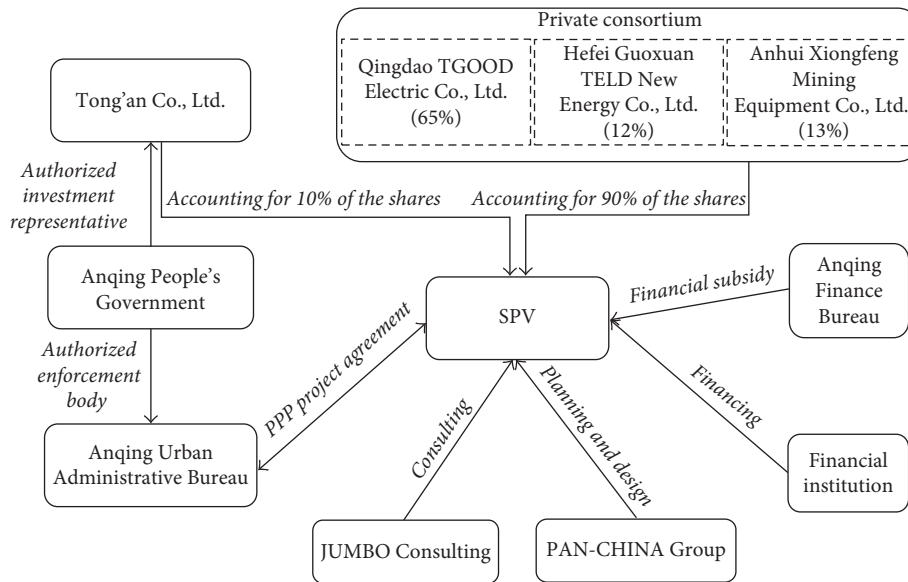 Private consortium
Qingdao TGOOD
Electric Co., Ltd.
(65%)
Hefei Guoxuan
TELD New
Energy Co., Ltd.
(12%)
Anhui Xiongfeng
Mining
Equipment Co., Ltd.
(13%)
Tong’an Co., Ltd.
Authorized
investment
representative
Accounting for 10% of the shares
Accounting for 90% of the shares
Anqing People’s
Government
SPV
Financial subsidy
Anqing
Finance
Bureau
Authorized
enforcement
body
PPP project agreement
Consulting
Planning and design
Financing
Anqing Urban
Administrative Bureau
Financial
institution
JUMBO Consulting
PAN-CHINA Group